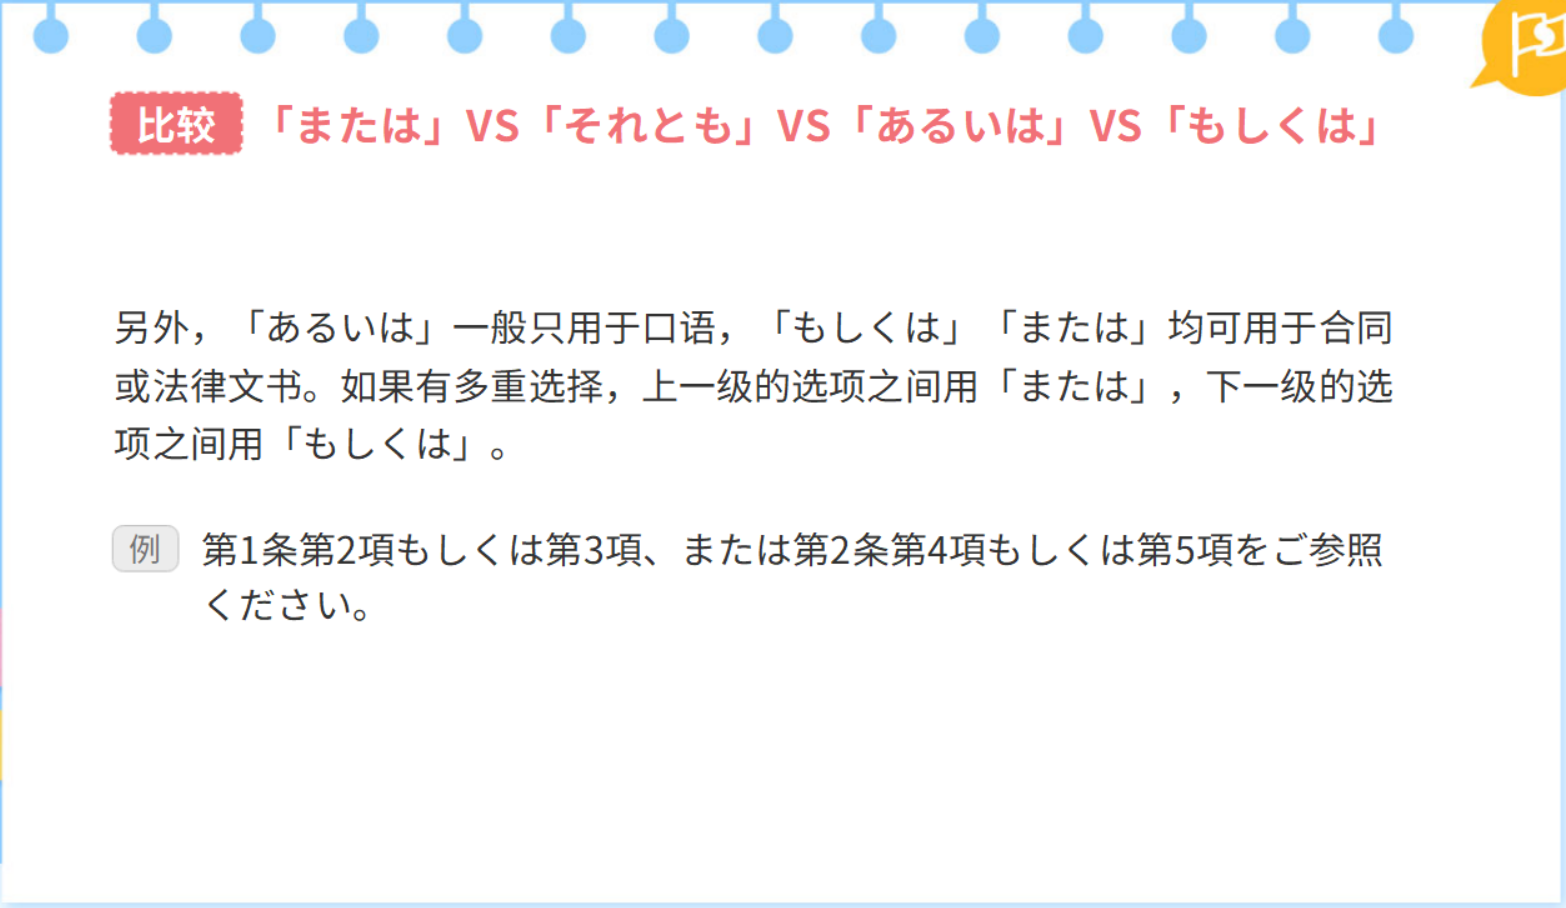 比较 「または」VS「それとも」VS「あるいは」VS「もしくは」
另外，「あるいは」一般只用于口语，「もしくは」「または」均可用于合同
或法律文书。如果有多重选择，上一级的选项之间用「または」，下一级的选
项之间用「もしくは」。
例 第1条第2項もしくは第3項、または第2条第4項もしくは第5項をご参照
ください。